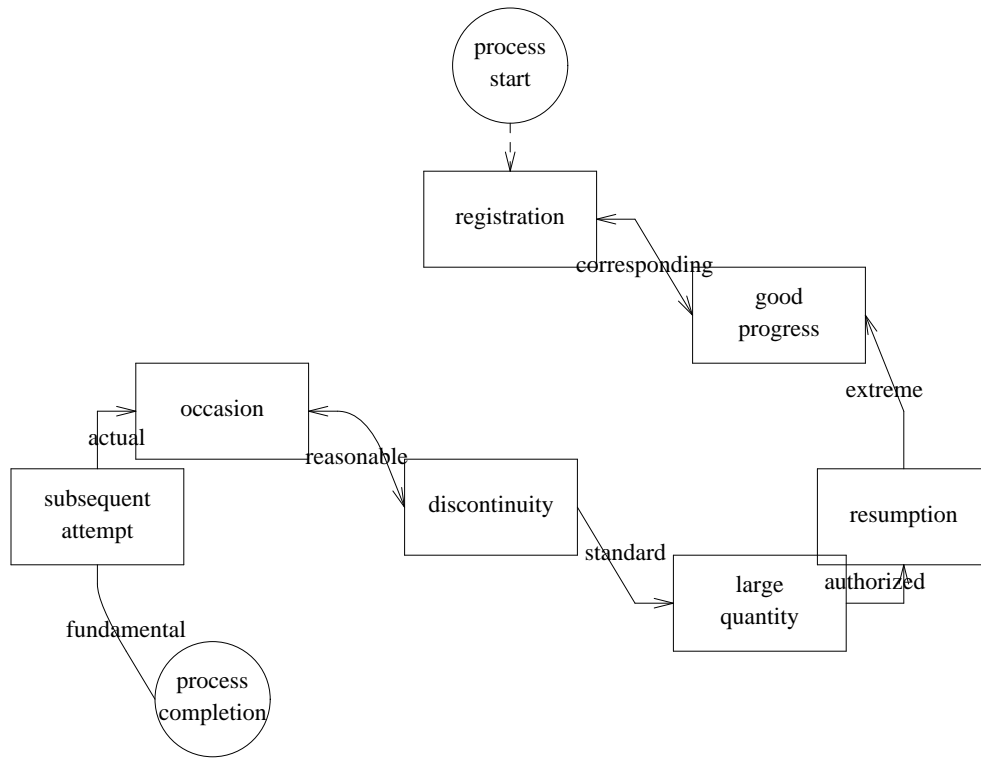 process
start
registration
corresponding
good
progress
extreme
occasion
actual
reasonable
subsequent
attempt
discontinuity
resumption
standard
authorized
large
quantity
fundamental
process
completion